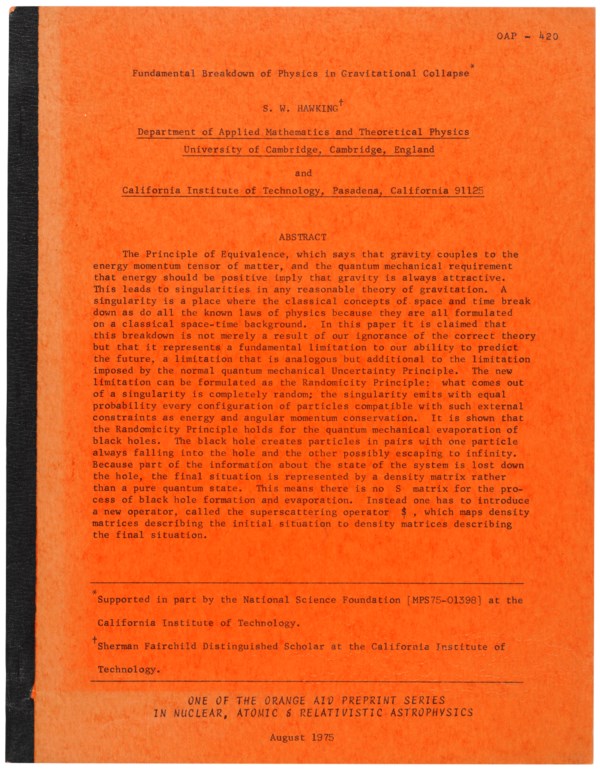 OAP - 420
Fundamental Breakdown of Physics in Gravitational Collapse*
S. W. HAWKING†
Department of Applied Mathematics and Theoretical Physics
University of Cambridge, Cambridge, England
and
California Institute of Technology, Pasadena, California 91125
ABSTRACT
The Principle of Equivalence, which says that gravity couples to the
energy-momentum tensor of matter, and the quantum mechanical requirement
that energy should be positive imply that gravity is always attractive.
This leads to singularities in any reasonable theory of gravitation. A
singularity is a place where the classical concepts of space and time break
down as do all the known laws of physics because they are all formulated
on a classical space-time background. In this paper it is claimed that
this breakdown is not merely a result of our ignorance of the correct theory
but that it represents a fundamental limitation to our ability to predict
the future, a limitation that is analogous but additional to the limitation
imposed by the normal quantum mechanical Uncertainty Principle. The new
limitation can be formulated as the Randomicity Principle: what comes out
of a singularity is completely random; the singularity emits with equal
probability every configuration of particles compatible with such external
constraints as energy and angular momentum conservation. It is shown that
the Randomicity Principle holds for the quantum mechanical evaporation of
black holes. The black hole creates particles in pairs with one particle
always falling into the hole and the other possibly escaping to infinity.
Because part of the information about the state of the system is lost down
the hole, the final situation is represented by a density matrix rather
than a pure quantum state. This means there is no S matrix for the pro-
cess of black hole formation and evaporation. Instead one has to introduce
a new operator, called the superscattering operator $ , which maps density
matrices describing the initial situation to density matrices describing
the final situation.
*Supported in part by the National Science Foundation [MPS75-01398] at the
California Institute of Technology.
†Sherman Fairchild Distinguished Scholar at the California Institute of
Technology.
ONE OF THE ORANGE AID PREPRINT SERIES
IN NUCLEAR, ATOMIC & RELATIVISTIC ASTROPHYSICS
August 1975